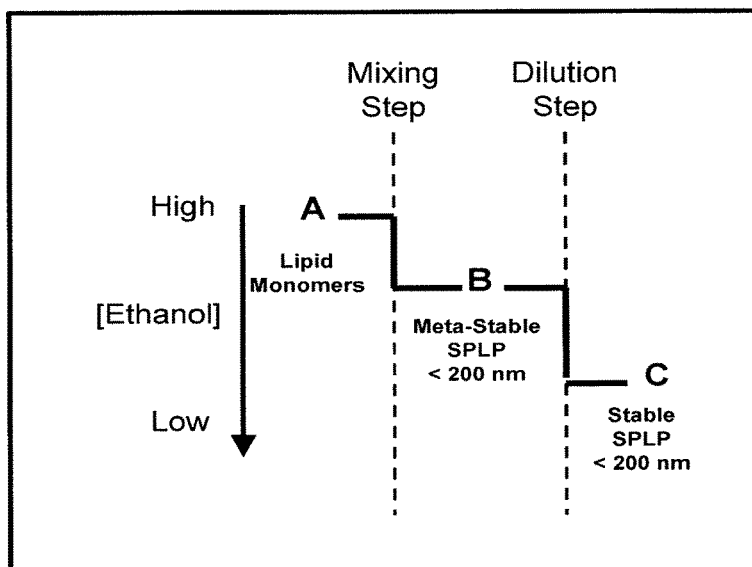 Mixing
Step
Dilution
Step
High
A
Lipid
Monomers
[Ethanol]
B
Meta-Stable
SPLP
< 200 nm
C
Low
Stable
SPLP
< 200 nm